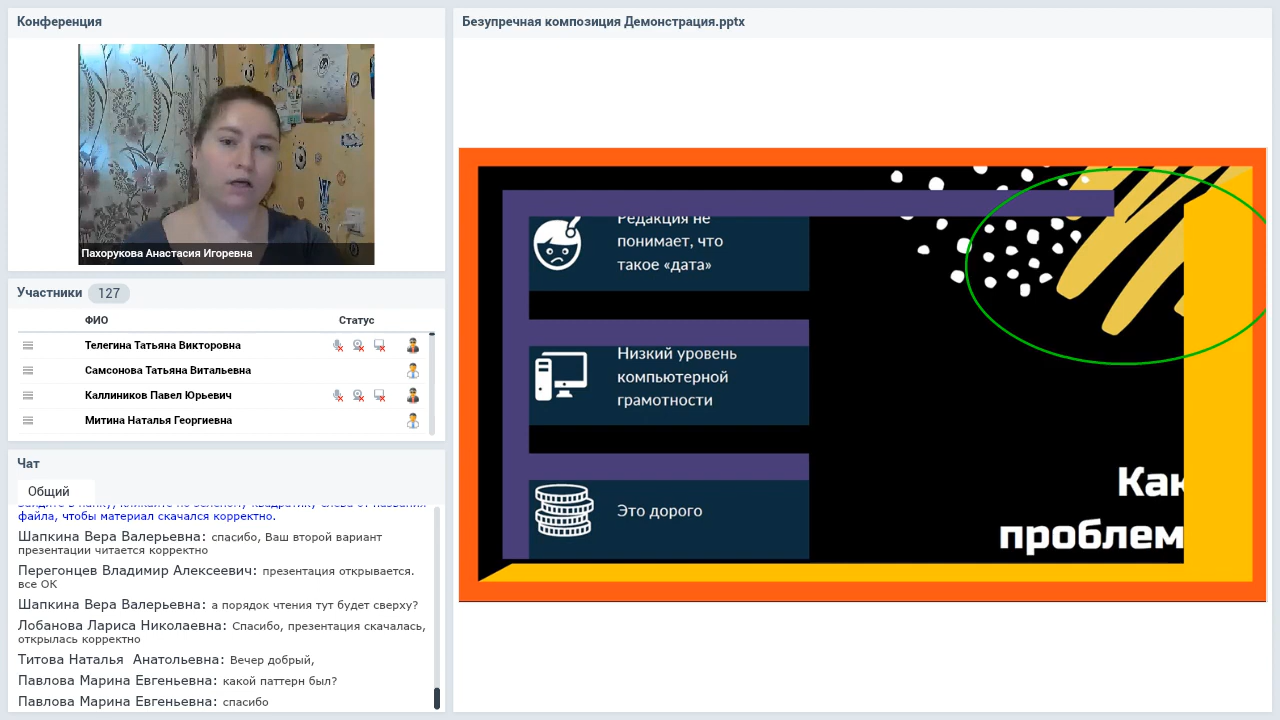 Конференция
Пахорукова Анастасия Игоревна
Участники 127
ФИО Статус
Телегина Татьяна Викторовна
Самсонова Татьяна Витальевна
Каллиников Павел Юрьевич
Митина Наталья Георгиевна
Чат
Общий
файла, чтобы материал скачался корректно.
Шапкина Вера Валерьевна: спасибо, Ваш второй вариант
презентации читается корректно
Перегонцев Владимир Алексеевич: презентация открывается.
все ОК
Шапкина Вера Валерьевна: а порядок чтения тут будет сверху?
Лобанова Лариса Николаевна: Спасибо, презентация скачалась,
открылась корректно
Титова Наталья Анатольевна: Вечер добрый,
Павлова Марина Евгеньевна: какой паттерн был?
Павлова Марина Евгеньевна: спасибо
Безупречная композиция Демонстрация.pptx
Редакция не
понимает, что
такое «дата»
Низкий уровень
компьютерной
грамотности
Это дорого
Как
проблем